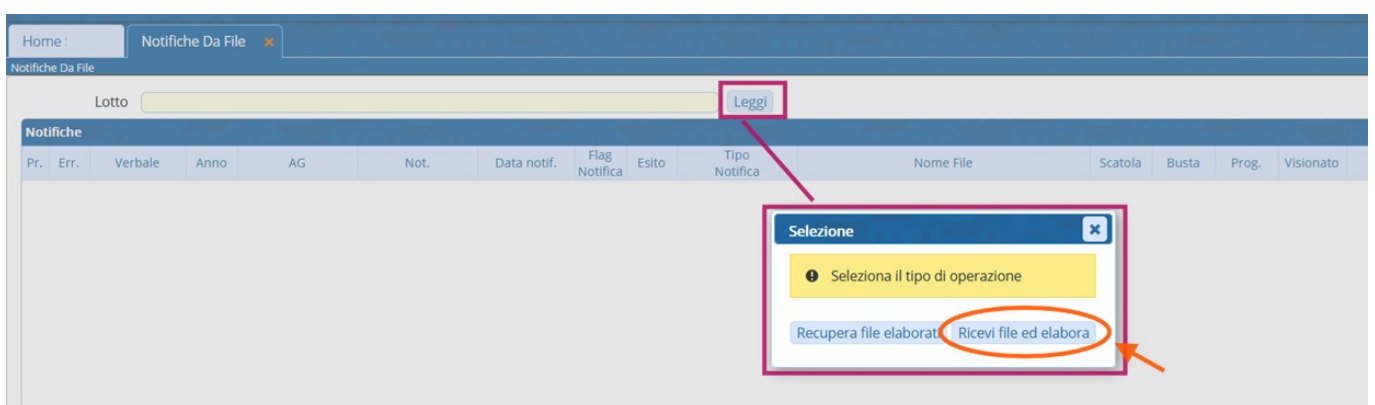 Home :
Notifiche Da File
Notifiche Da File
Lotto
Leggi
Notifiche
Pr. Err. Verbale Anno AG Not. Data notif. Flag Notifica Esito Tipo Notifica Nome File Scatola Busta Prog. Visionato
Selezione
Seleziona il tipo di operazione
Recupera file elaborati Ricevi file ed elabora